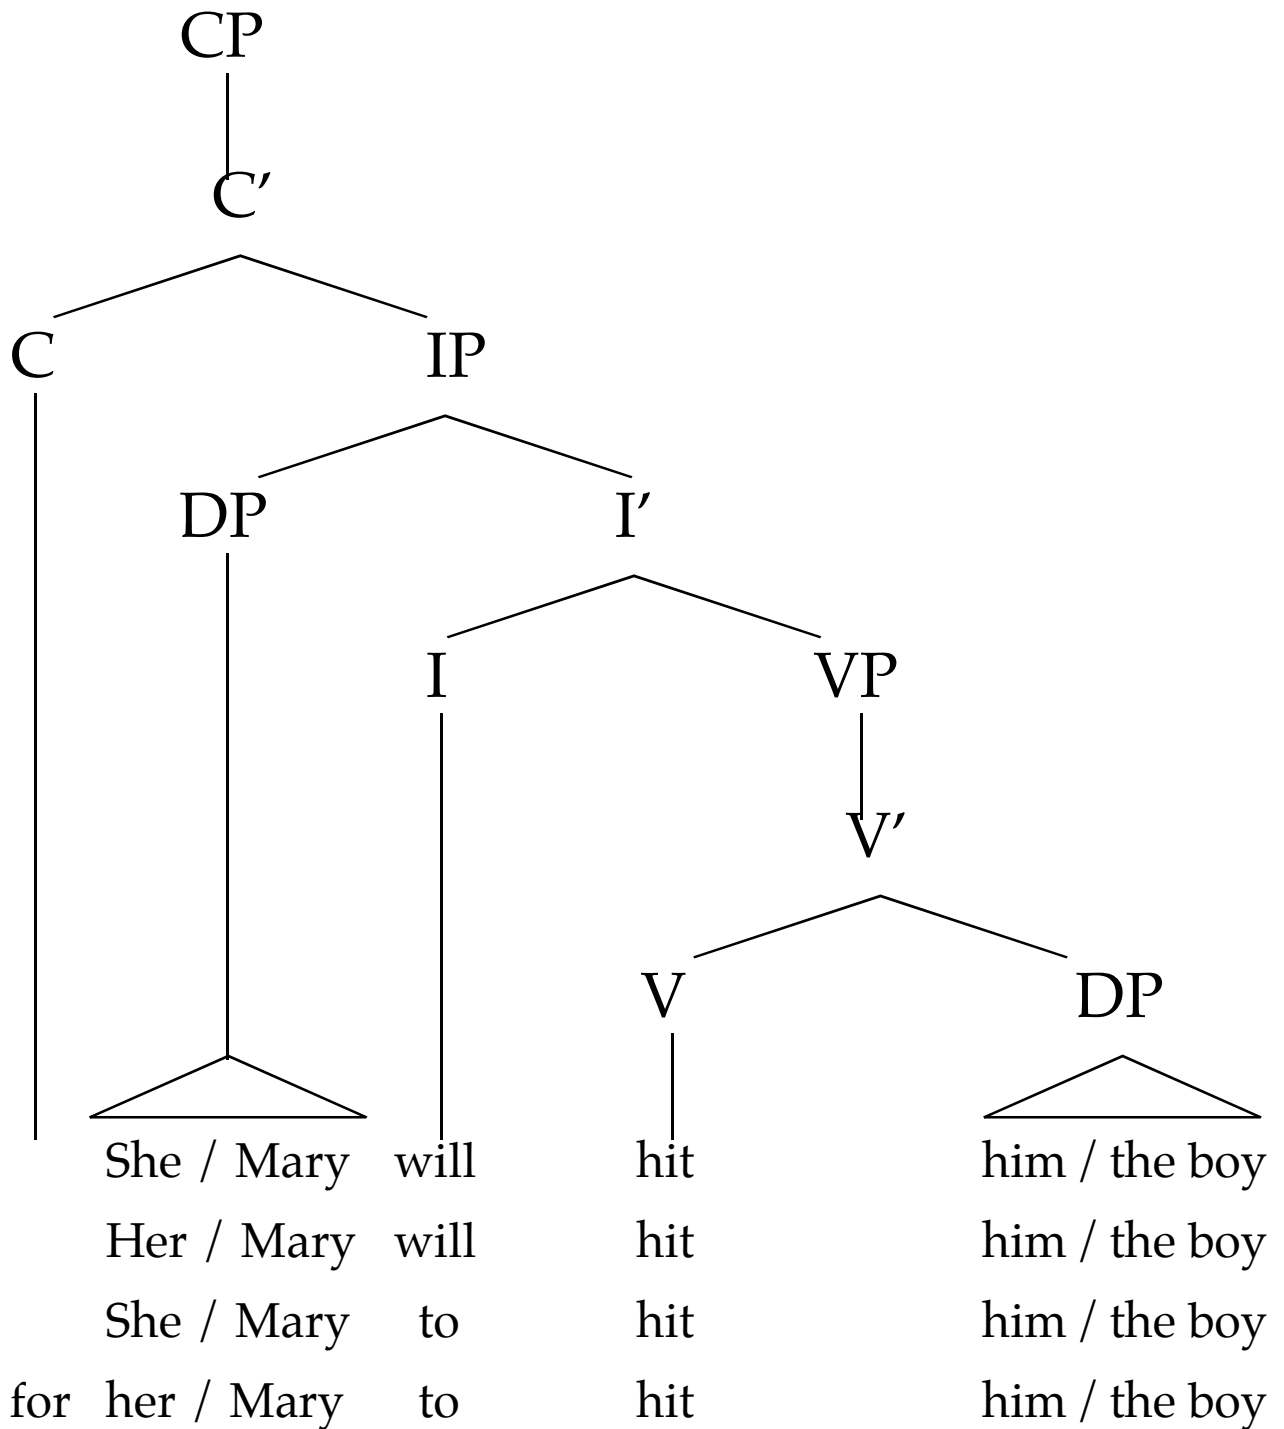 CP
C′
C IP
DP I′
I VP
V′
V DP
She / Mary will hit him / the boy
Her / Mary will hit him / the boy
She / Mary to hit him / the boy
for her / Mary to hit him / the boy